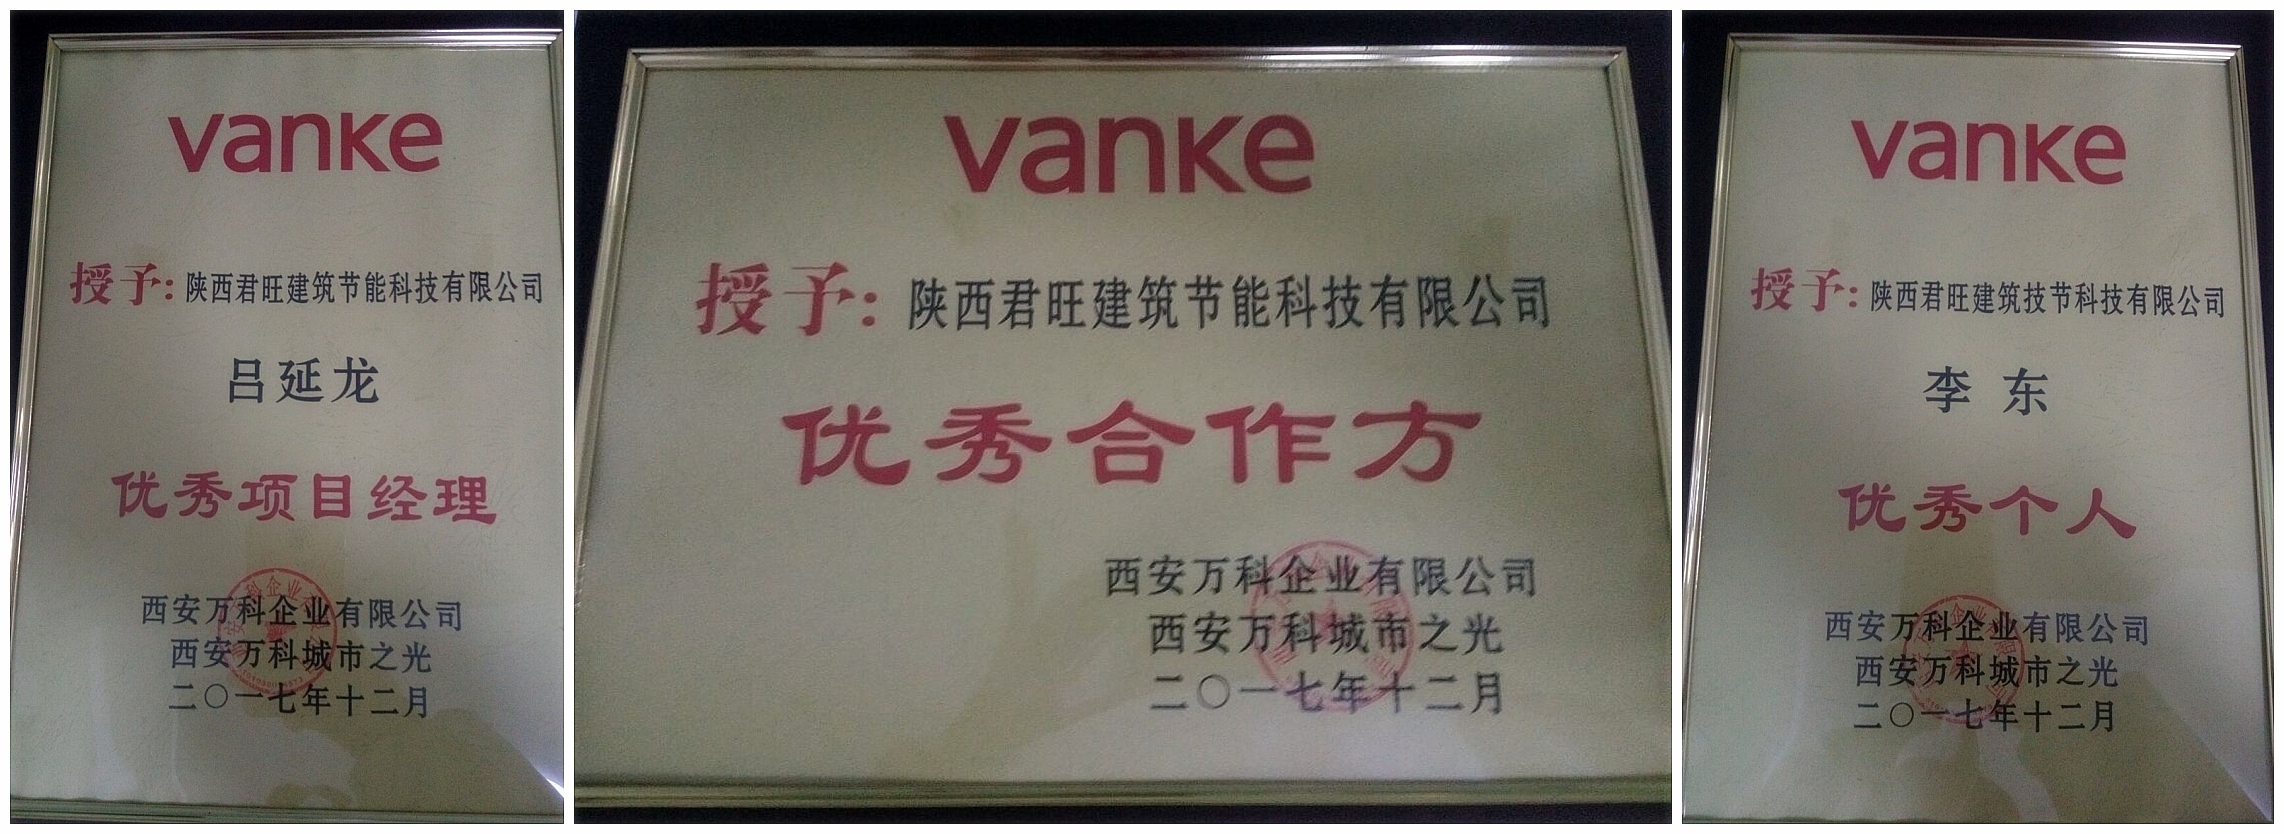 vanke
授予: 陕西君旺建筑节能科技有限公司
吕延龙
优秀项目经理
西安万科企业有限公司
西安万科城市之光
二〇一七年十二月
vanke
授予: 陕西君旺建筑节能科技有限公司
优秀合作方
西安万科企业有限公司
西安万科城市之光
二〇一七年十二月
vanke
授予: 陕西君旺建筑技节科技有限公司
李 东
优秀个人
西安万科企业有限公司
西安万科城市之光
二〇一七年十二月